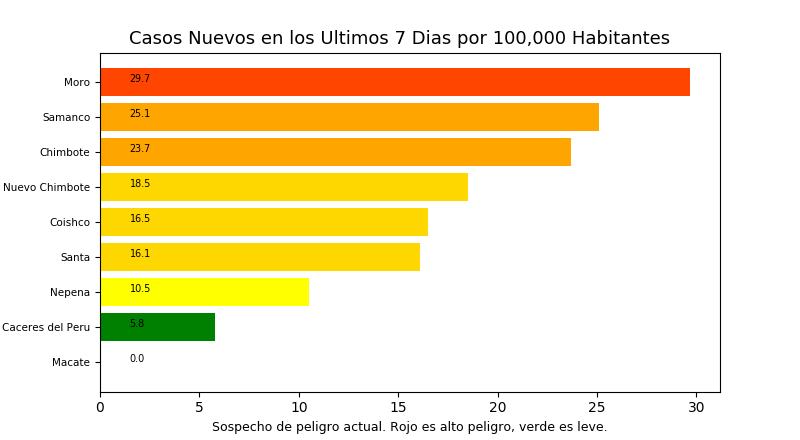 Casos Nuevos en los Ultimos 7 Dias por 100,000 Habitantes
Moro 29.7
Samanco 25.1
Chimbote 23.7
Nuevo Chimbote 18.5
Coishco 16.5
Santa 16.1
Nepena 10.5
Caceres del Peru 5.8
Macate 0.0
0 5 10 15 20 25 30
Sospecho de peligro actual. Rojo es alto peligro, verde es leve.